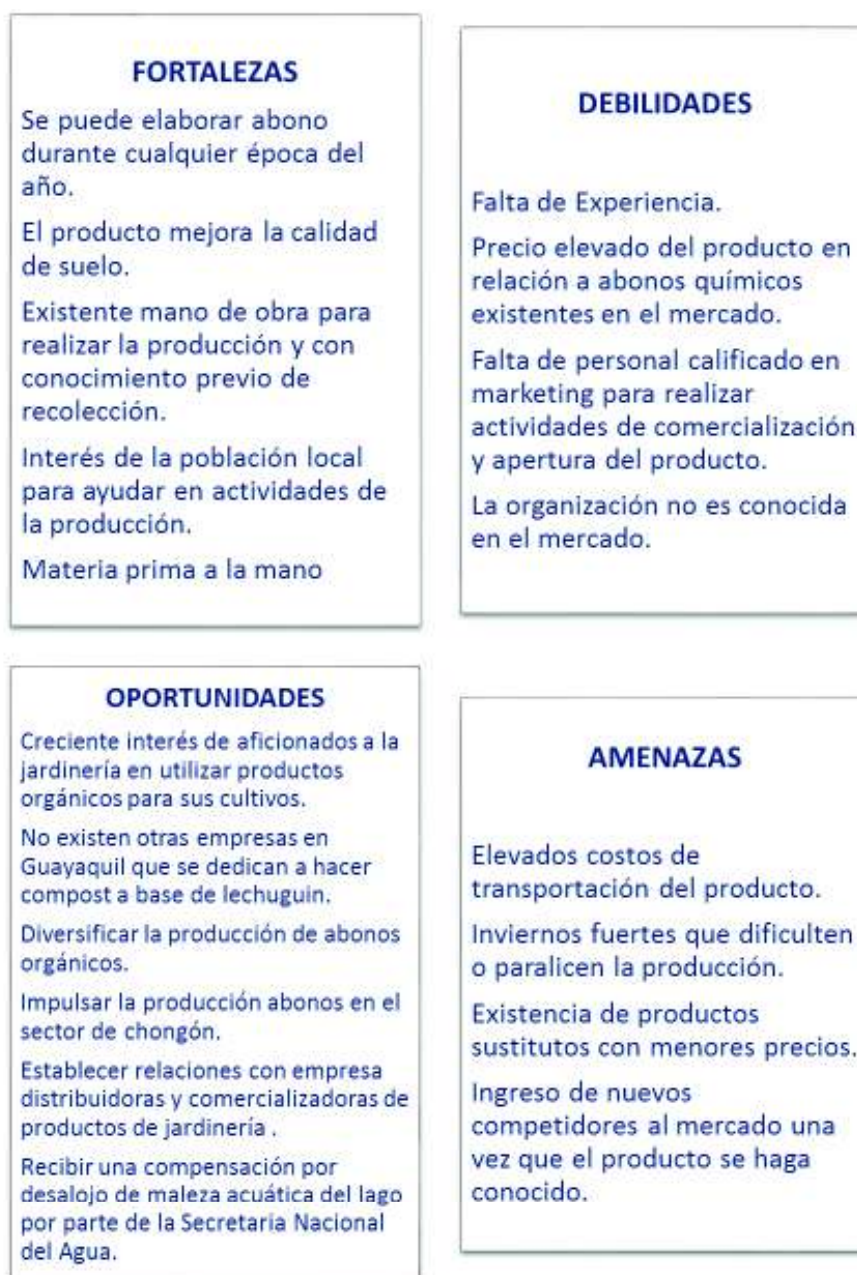 FORTALEZAS
Se puede elaborar abono
durante cualquier época del
año.
El producto mejora la calidad
de suelo.
Existente mano de obra para
realizar la producción y con
conocimiento previo de
recolección.
Interés de la población local
para ayudar en actividades de
la producción.
Materia prima a la mano
DEBILIDADES
Falta de Experiencia.
Precio elevado del producto en
relación a abonos químicos
existentes en el mercado.
Falta de personal calificado en
marketing para realizar
actividades de comercialización
y apertura del producto.
La organización no es conocida
en el mercado.
OPORTUNIDADES
Creciente interés de aficionados a la
jardinería en utilizar productos
orgánicos para sus cultivos.
No existen otras empresas en
Guayaquil que se dedican a hacer
compost a base de lechuguin.
Diversificar la producción de abonos
orgánicos.
Impulsar la producción abonos en el
sector de chongón.
Establecer relaciones con empresa
distribuidoras y comercializadoras de
productos de jardinería .
Recibir una compensación por
desalojo de maleza acuática del lago
por parte de la Secretaria Nacional
del Agua.
AMENAZAS
Elevados costos de
transportación del producto.
Inviernos fuertes que dificulten
o paralicen la producción.
Existencia de productos
sustitutos con menores precios.
Ingreso de nuevos
competidores al mercado una
vez que el producto se haga
conocido.